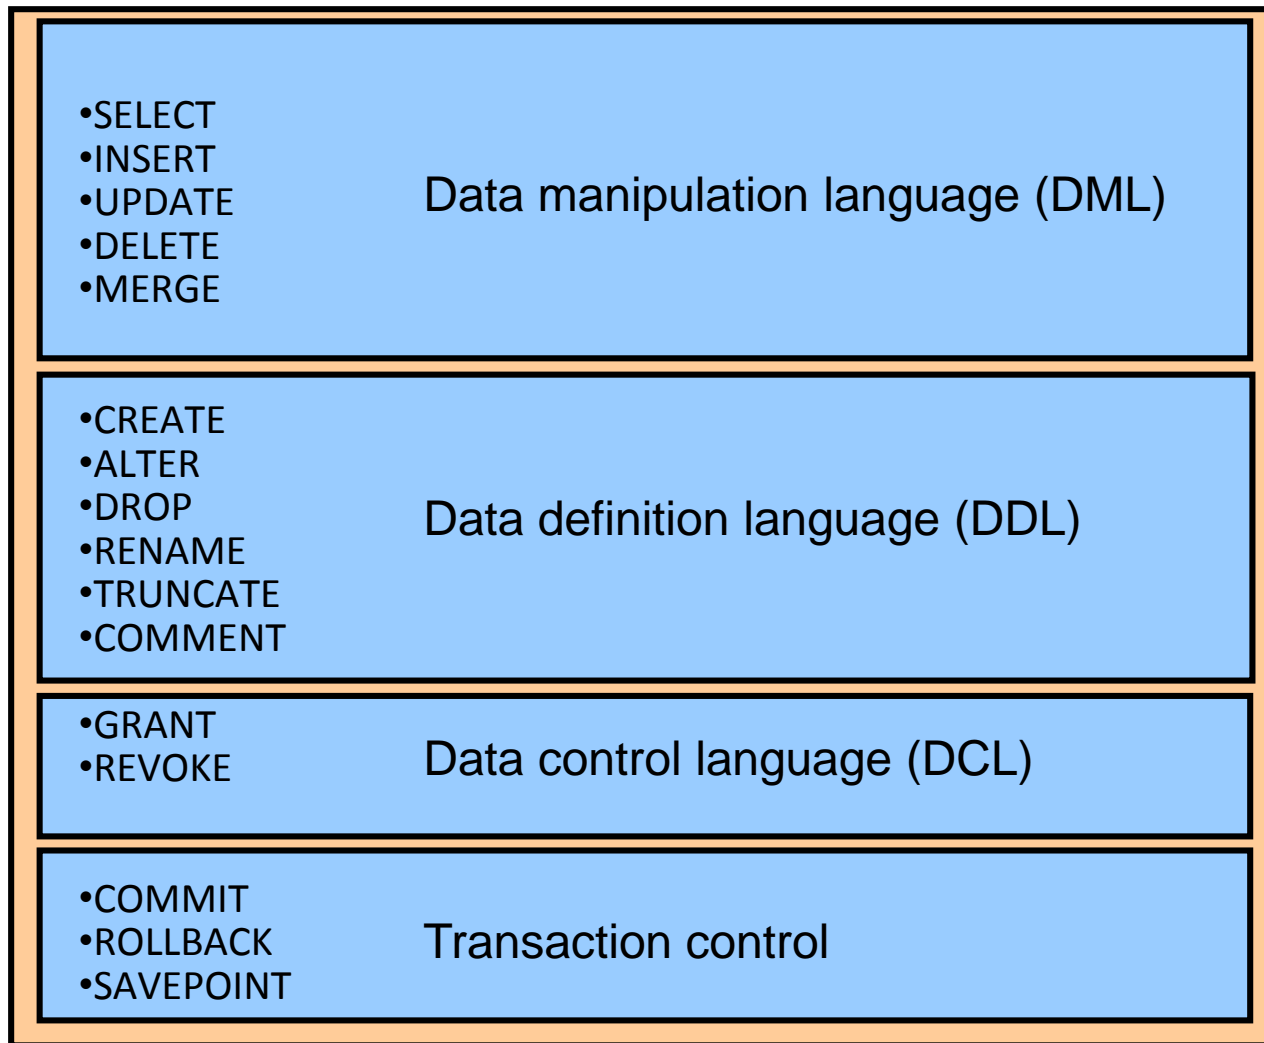 •SELECT
•INSERT
•UPDATE
•DELETE
•MERGE
Data manipulation language (DML)
•CREATE
•ALTER
•DROP
•RENAME
•TRUNCATE
•COMMENT
Data definition language (DDL)
•GRANT
•REVOKE
Data control language (DCL)
•COMMIT
•ROLLBACK
•SAVEPOINT
Transaction control